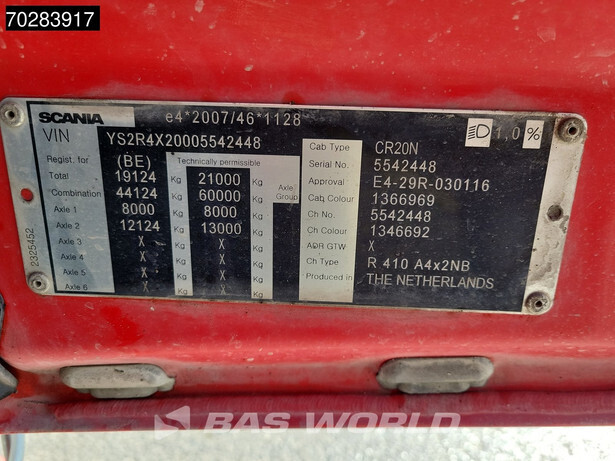 70283917
SCANIA e4*2007/46*1128
VIN YS2R4X20005542448
1,0 %
Regist. for (BE) Technically permissible
Total 19124 Kg 21000 Kg
Combination 44124 Kg 60000 Kg Axle Group
Axle 1 8000 Kg 8000 Kg
Axle 2 12124 Kg 13000 Kg
Axle 3 X Kg X Kg
Axle 4 X Kg X Kg
Axle 5 X Kg X Kg
Axle 6 X Kg X Kg
2325452
Cab Type CR20N
Serial No. 5542448
Approval E4-29R-030116
Cab Colour 1366969
Ch No. 5542448
Ch Colour 1346692
ADR GTW X
Ch Type R 410 A4x2NB
Produced in THE NETHERLANDS
BAS WORLD